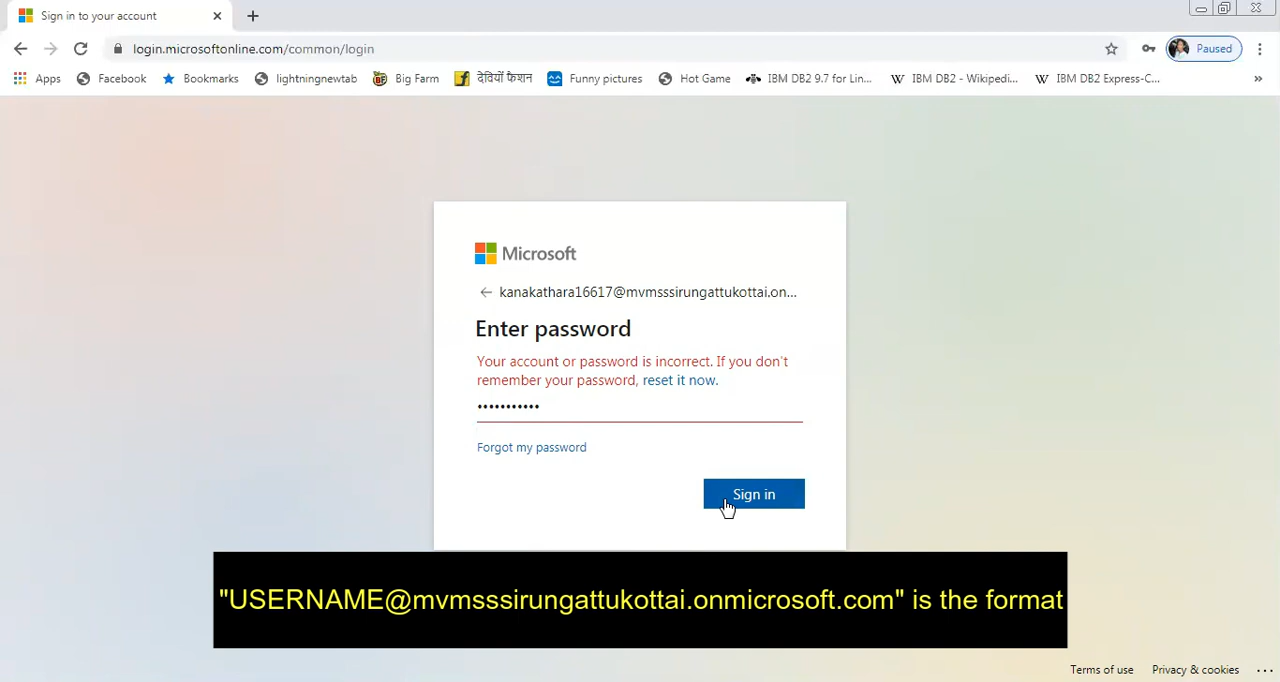 Sign in to your account
login.microsoftonline.com/common/login
Paused
Apps Facebook Bookmarks lightningnewtab Big Farm देवियाँ फैशन Funny pictures Hot Game IBM DB2 9.7 for Lin... IBM DB2 - Wikipedi... IBM DB2 Express-C... »
Microsoft
kanakathara16617@mvmsssirungattukottai.on...
Enter password
Your account or password is incorrect. If you don't
remember your password, reset it now.
Forgot my password
Sign in
"USERNAME@mvmsssirungattukottai.onmicrosoft.com" is the format
Terms of use Privacy & cookies ...